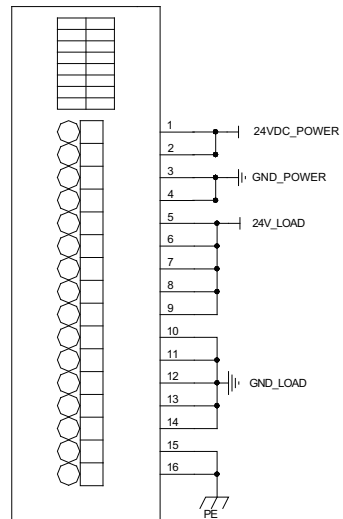 1 24VDC_POWER
2
3 GND_POWER
4
5 24V_LOAD
6
7
8
9
10
11
12 GND_LOAD
13
14
15
16
PE